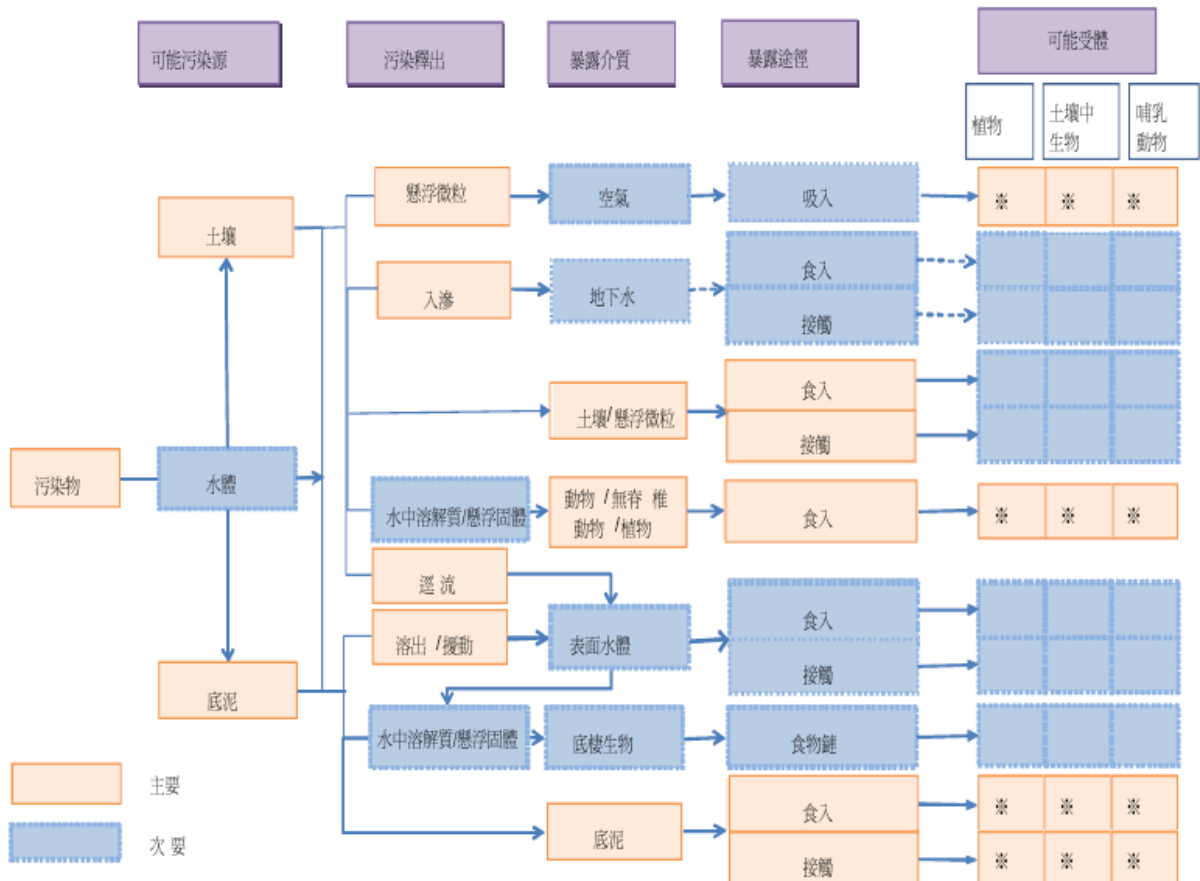 可能污染源
污染釋出
暴露介質
暴露途徑
可能受體
植物
土壤中
生物
哺乳
動物
懸浮微粒
空氣
吸入
※ ※ ※
土壤
入滲
地下水
食入
接觸
土壤/懸浮微粒
食入
接觸
污染物
水體
水中溶解質/懸浮固體
動物 /無脊 椎
動物 /植物
食入
※ ※ ※
逕 流
溶出 /擾動
表面水體
食入
接觸
底泥
水中溶解質/懸浮固體
底棲生物
食物鏈
主要
次 要
底泥
食入
※ ※ ※
接觸
※ ※ ※